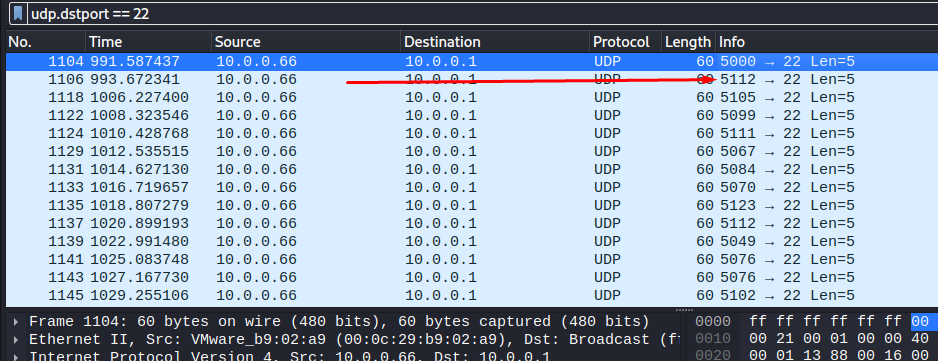 udp.dstport == 22
No. Time Source Destination Protocol Length Info
1104 991.587437 10.0.0.66 10.0.0.1 UDP 60 5000 → 22 Len=5
1106 993.672341 10.0.0.66 10.0.0.1 UDP 60 5112 → 22 Len=5
1118 1006.227400 10.0.0.66 10.0.0.1 UDP 60 5105 → 22 Len=5
1122 1008.323546 10.0.0.66 10.0.0.1 UDP 60 5099 → 22 Len=5
1124 1010.428768 10.0.0.66 10.0.0.1 UDP 60 5111 → 22 Len=5
1129 1012.535515 10.0.0.66 10.0.0.1 UDP 60 5067 → 22 Len=5
1131 1014.627130 10.0.0.66 10.0.0.1 UDP 60 5084 → 22 Len=5
1133 1016.719657 10.0.0.66 10.0.0.1 UDP 60 5070 → 22 Len=5
1135 1018.807279 10.0.0.66 10.0.0.1 UDP 60 5123 → 22 Len=5
1137 1020.899193 10.0.0.66 10.0.0.1 UDP 60 5112 → 22 Len=5
1139 1022.991480 10.0.0.66 10.0.0.1 UDP 60 5049 → 22 Len=5
1141 1025.083748 10.0.0.66 10.0.0.1 UDP 60 5076 → 22 Len=5
1143 1027.167730 10.0.0.66 10.0.0.1 UDP 60 5076 → 22 Len=5
1145 1029.255106 10.0.0.66 10.0.0.1 UDP 60 5102 → 22 Len=5
Frame 1104: 60 bytes on wire (480 bits), 60 bytes captured (480 bits)
Ethernet II, Src: VMware_b9:02:a9 (00:0c:29:b9:02:a9), Dst: Broadcast (ff
Internet Protocol Version 4, Src: 10.0.0.66, Dst: 10.0.0.1
0000 ff ff ff ff ff ff 00
0010 00 21 00 01 00 00 40
0020 00 01 13 88 00 16 00